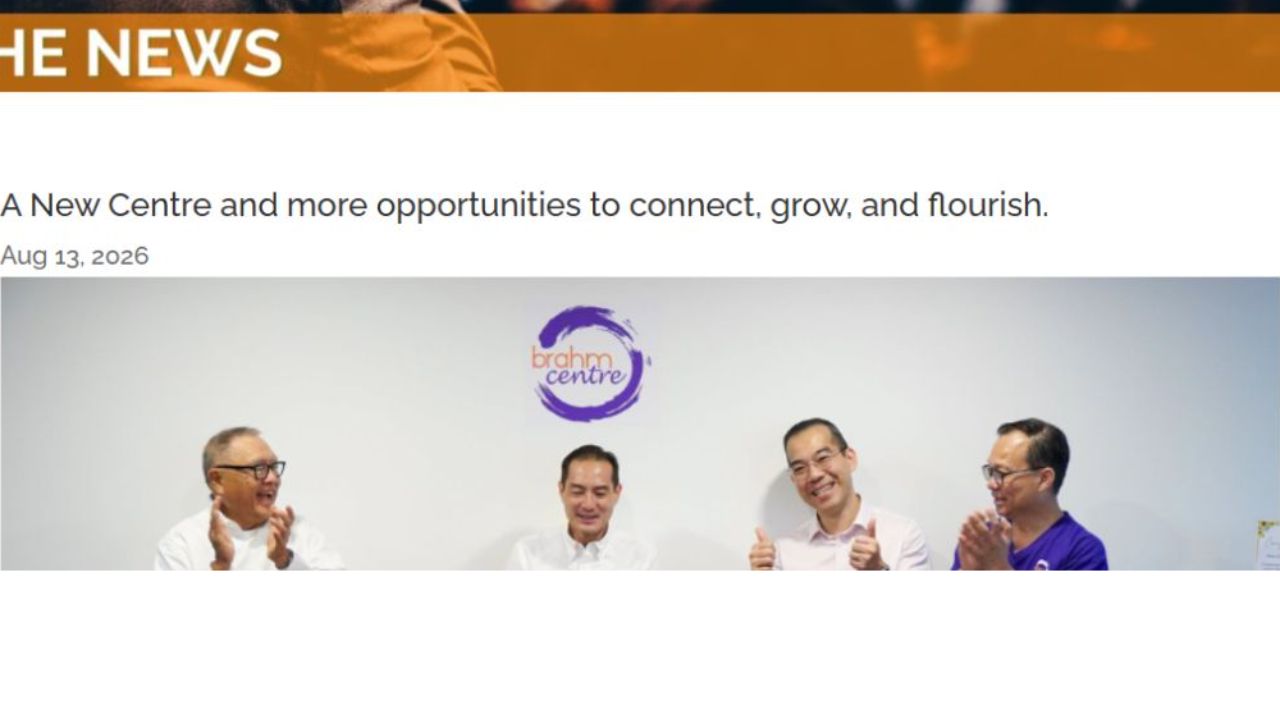 HE NEWS
A New Centre and more opportunities to connect, grow, and flourish.
Aug 13, 2026
brahm
centre